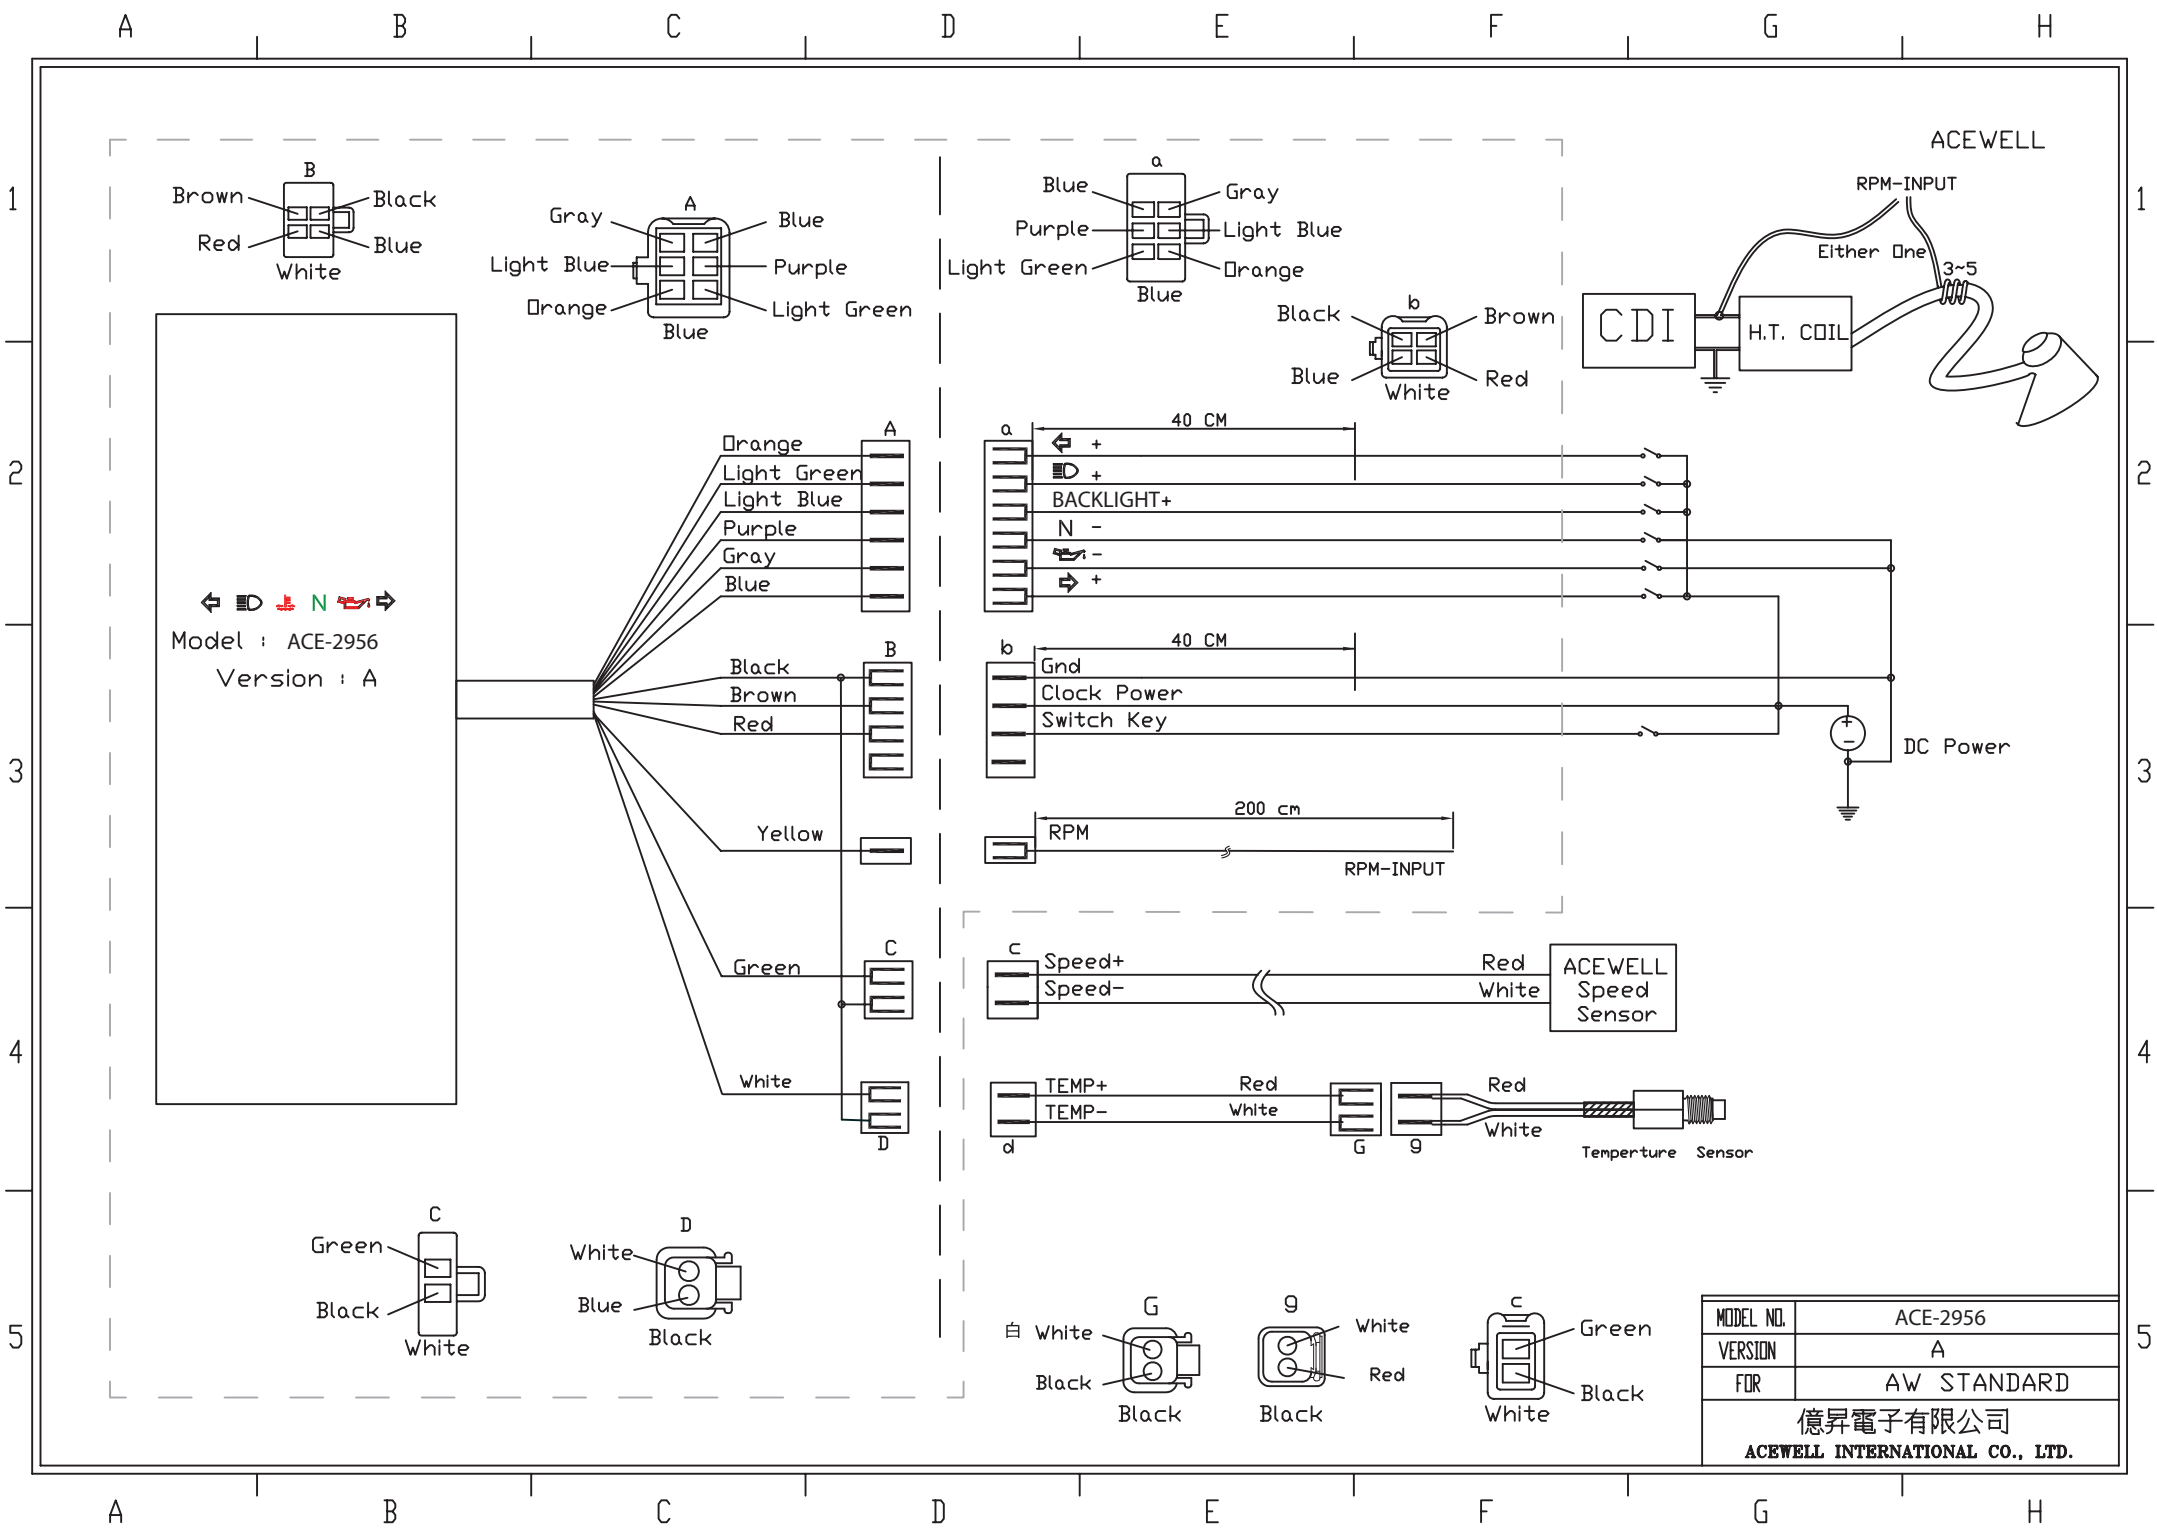 A B C D E F G H
1 1
2 2
3 3
4 4
5 5
ACEWELL
B
Brown Black
Red Blue
White
A
Gray Blue
Light Blue Purple
Orange Light Green
Blue
a
Blue Gray
Purple Light Blue
Light Green Orange
Blue
b
Black Brown
Blue Red
White
RPM-INPUT
Either One
3~5
CDI
H.T. COIL
N
Model : ACE-2956
Version : A
Orange
Light Green
Light Blue
Purple
Gray
Blue
A
a
40 CM
+
+
BACKLIGHT+
N -
-
+
Black
Brown
Red
B
b
40 CM
Gnd
Clock Power
Switch Key
+
-
DC Power
Yellow
200 cm
RPM
RPM-INPUT
Green
C
c
Speed+ Red
Speed- White
ACEWELL
Speed
Sensor
White
D
d
TEMP+ Red
TEMP- White
G
g
Red
White
Temperture Sensor
C
Green
Black
White
D
White
Blue
Black
G
白 White
Black
Black
g
White
Red
Black
c
Green
Black
White
MODEL NO. ACE-2956
VERSION A
FOR AW STANDARD
億昇電子有限公司
ACEWELL INTERNATIONAL CO., LTD.
A B C D E F G H